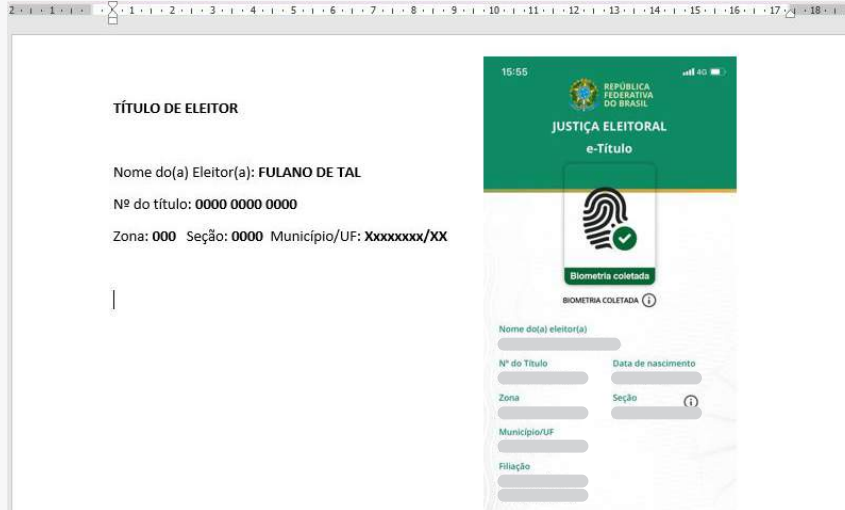 2 · 1 · 1 · 2 · 3 · 4 · 5 · 6 · 7 · 8 · 9 · 10 · 11 · 12 · 13 · 14 · 15 · 16 · 17 · 18
TÍTULO DE ELEITOR
Nome do(a) Eleitor(a): FULANO DE TAL
Nº do título: 0000 0000 0000
Zona: 000 Seção: 0000 Município/UF: Xxxxxxxx/XX
15:55 4G
REPÚBLICA
FEDERATIVA
DO BRASIL
JUSTIÇA ELEITORAL
e-Título
Biometria coletada
BIOMETRIA COLETADA
Nome do(a) eleitor(a)
Nº do Título Data de nascimento
Zona Seção
Município/UF
Filiação